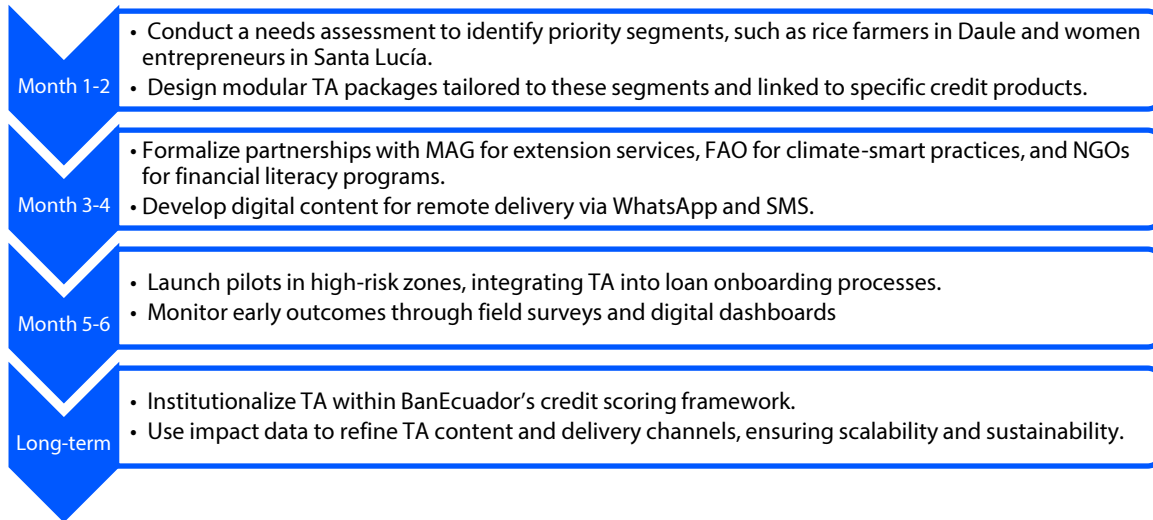 Month 1-2
• Conduct a needs assessment to identify priority segments, such as rice farmers in Daule and women
entrepreneurs in Santa Lucía.
• Design modular TA packages tailored to these segments and linked to specific credit products.
Month 3-4
• Formalize partnerships with MAG for extension services, FAO for climate-smart practices, and NGOs
for financial literacy programs.
• Develop digital content for remote delivery via WhatsApp and SMS.
Month 5-6
• Launch pilots in high-risk zones, integrating TA into loan onboarding processes.
• Monitor early outcomes through field surveys and digital dashboards
Long-term
• Institutionalize TA within BanEcuador’s credit scoring framework.
• Use impact data to refine TA content and delivery channels, ensuring scalability and sustainability.